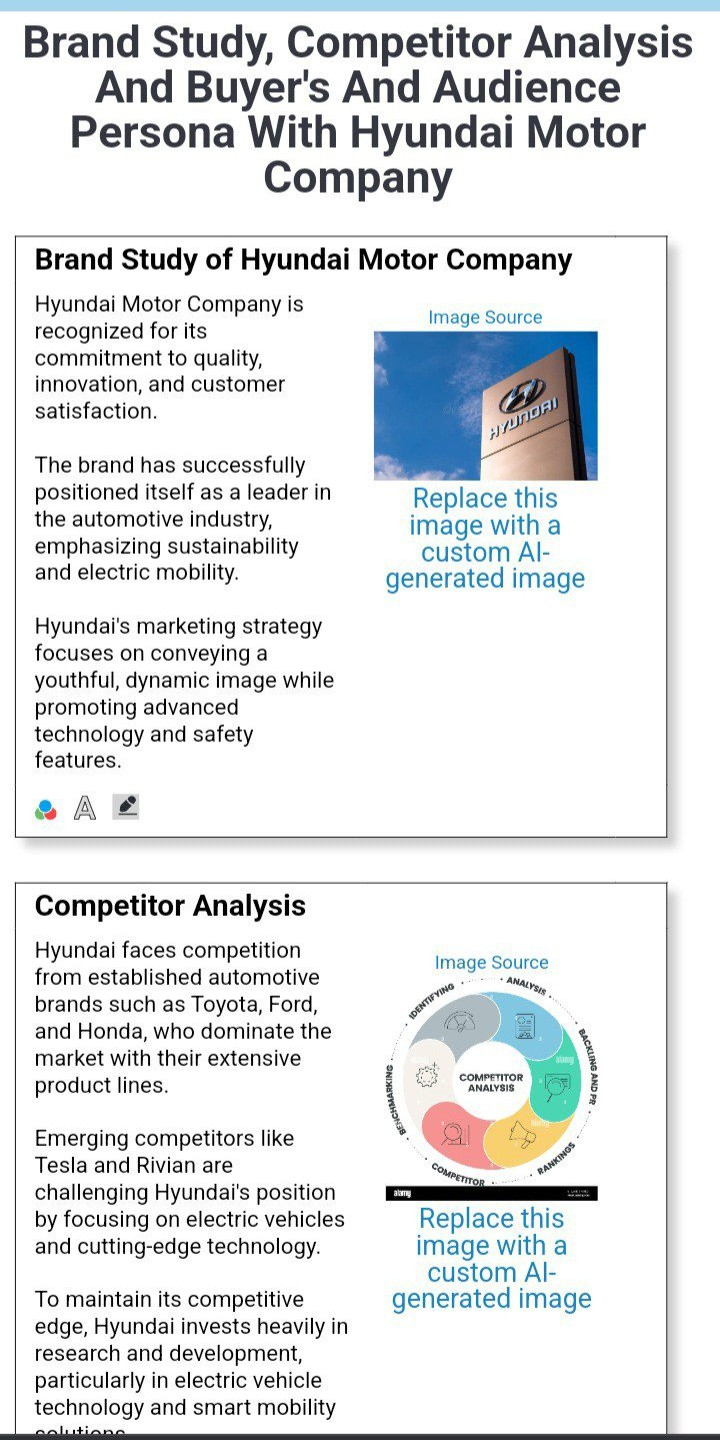 Brand Study, Competitor Analysis
And Buyer's And Audience
Persona With Hyundai Motor
Company
Brand Study of Hyundai Motor Company
Hyundai Motor Company is
recognized for its
commitment to quality,
innovation, and customer
satisfaction.
The brand has successfully
positioned itself as a leader in
the automotive industry,
emphasizing sustainability
and electric mobility.
Hyundai's marketing strategy
focuses on conveying a
youthful, dynamic image while
promoting advanced
technology and safety
features.
Image Source
HYUNDAI
Replace this
image with a
custom AI-
generated image
A
Competitor Analysis
Hyundai faces competition
from established automotive
brands such as Toyota, Ford,
and Honda, who dominate the
market with their extensive
product lines.
Emerging competitors like
Tesla and Rivian are
challenging Hyundai's position
by focusing on electric vehicles
and cutting-edge technology.
To maintain its competitive
edge, Hyundai invests heavily in
research and development,
particularly in electric vehicle
technology and smart mobility
solutions
Image Source
IDENTIFYING
ANALYSIS
BACKLING AND PR
RANKINGS
COMPETITOR
BENCHMARKING
COMPETITOR
ANALYSIS
alamy
alamy
Replace this
image with a
custom AI-
generated image